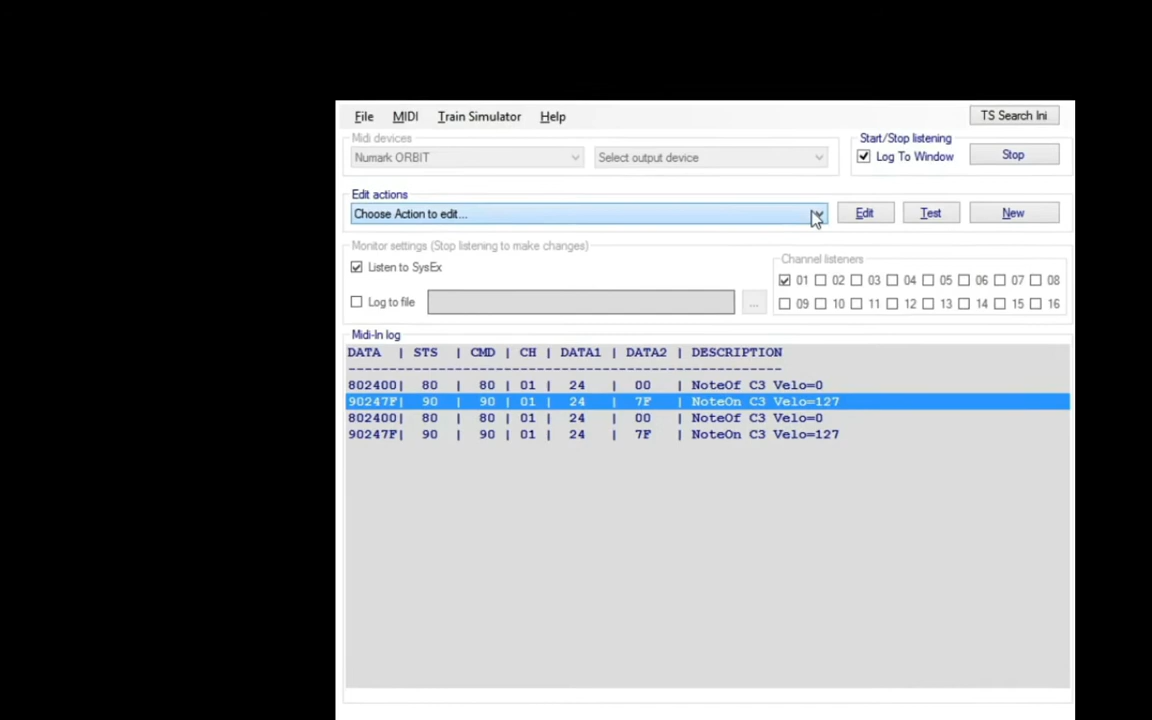 File MIDI Train Simulator Help TS Search Ini
Midi devices
Numark ORBIT Select output device
Start/Stop listening
Log To Window Stop
Edit actions
Choose Action to edit... Edit Test New
Monitor settings (Stop listening to make changes)
Listen to SysEx
Log to file ...
Channel listeners
01 02 03 04 05 06 07 08
09 10 11 12 13 14 15 16
Midi-In log
DATA | STS | CMD | CH | DATA1 | DATA2 | DESCRIPTION
--------------------------------------------------
802400| 80 | 80 | 01 | 24 | 00 | NoteOf C3 Velo=0
90247F| 90 | 90 | 01 | 24 | 7F | NoteOn C3 Velo=127
802400| 80 | 80 | 01 | 24 | 00 | NoteOf C3 Velo=0
90247F| 90 | 90 | 01 | 24 | 7F | NoteOn C3 Velo=127